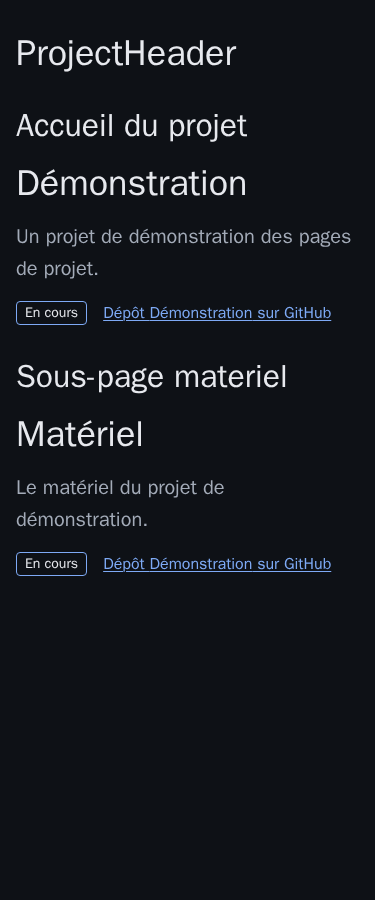 ProjectHeader
Accueil du projet
Démonstration
Un projet de démonstration des pages
de projet.
En cours
Dépôt Démonstration sur GitHub
Sous-page materiel
Matériel
Le matériel du projet de
démonstration.
En cours
Dépôt Démonstration sur GitHub